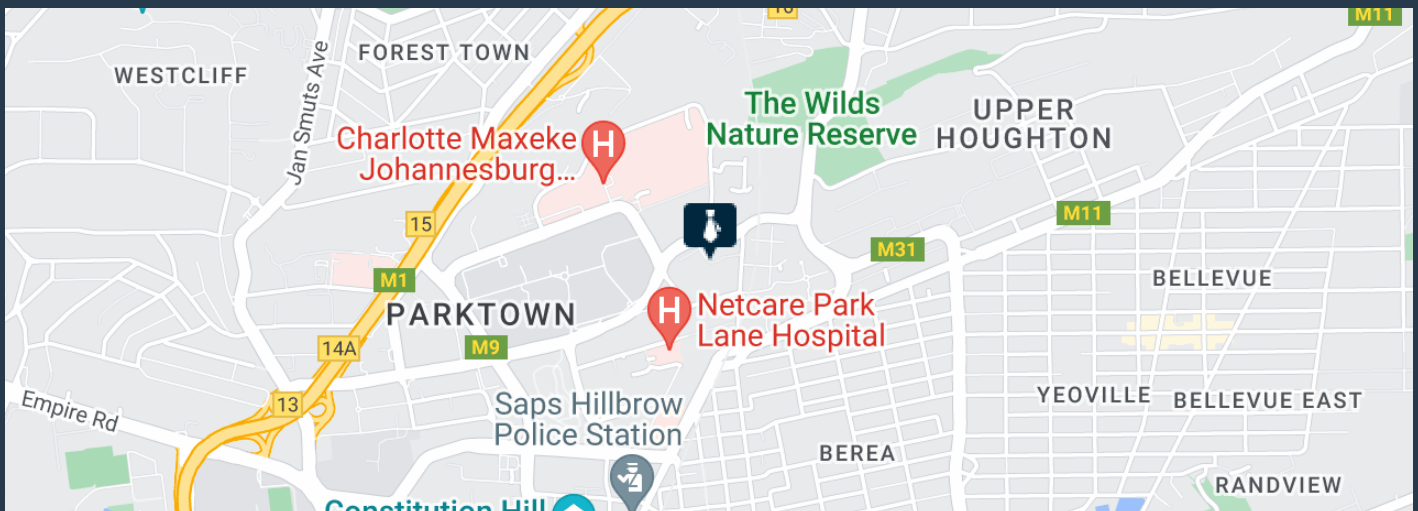 16
M11
FOREST TOWN
WESTCLIFF
Jan Smuts Ave
The Wilds
Nature Reserve
UPPER
HOUGHTON
Charlotte Maxeke
Johannesburg...
H
15
M11
M31
M1
BELLEVUE
PARKTOWN
H
Netcare Park
Lane Hospital
14A
M9
YEOVILLE
BELLEVUE EAST
Empire Rd
13
Saps Hillbrow
Police Station
BEREA
RANDVIEW
Constitution Hill